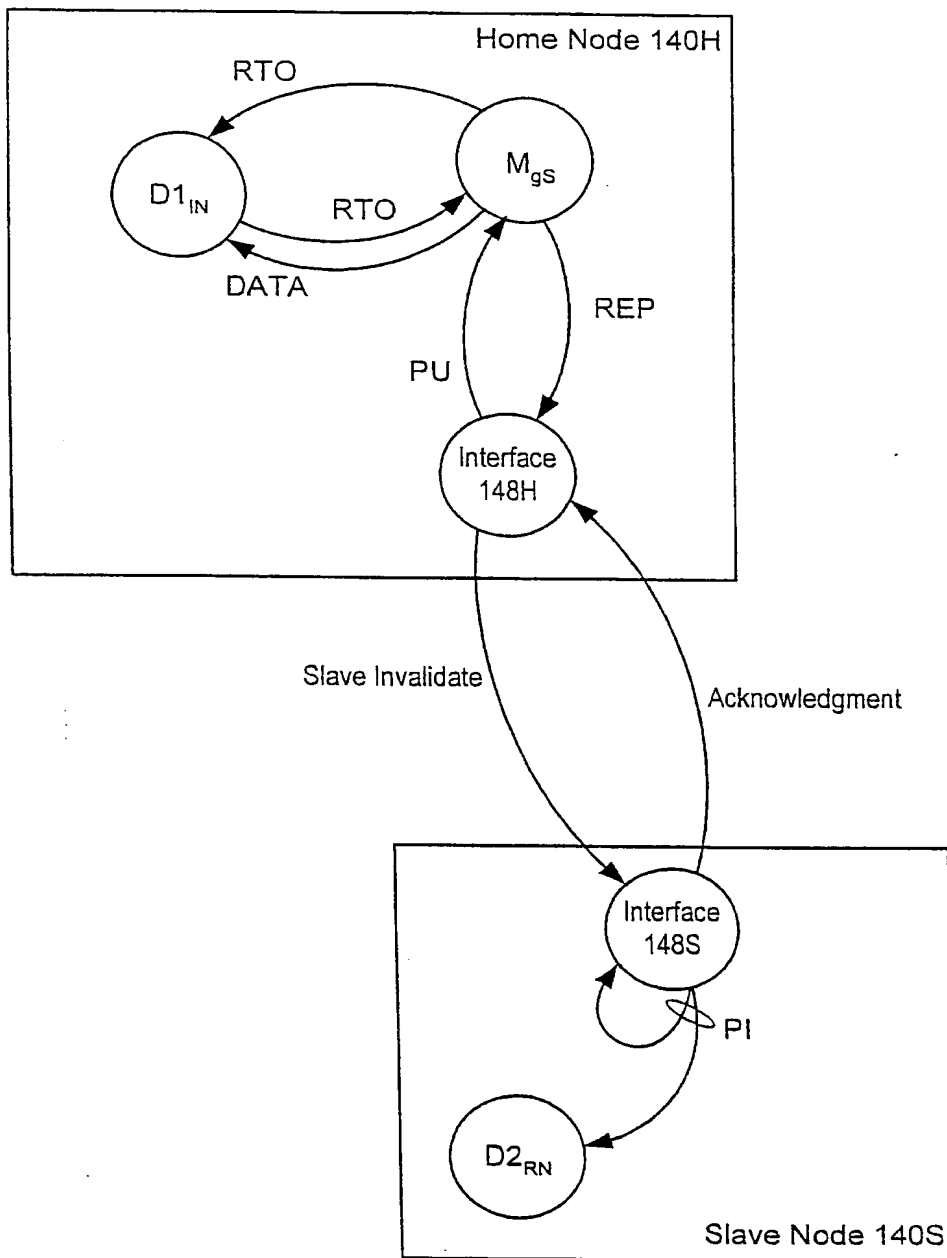 Home Node 140H
RTO
D1IN
MgS
RTO
DATA
REP
PU
Interface
148H
Slave Invalidate
Acknowledgment
Interface
148S
PI
D2RN
Slave Node 140S